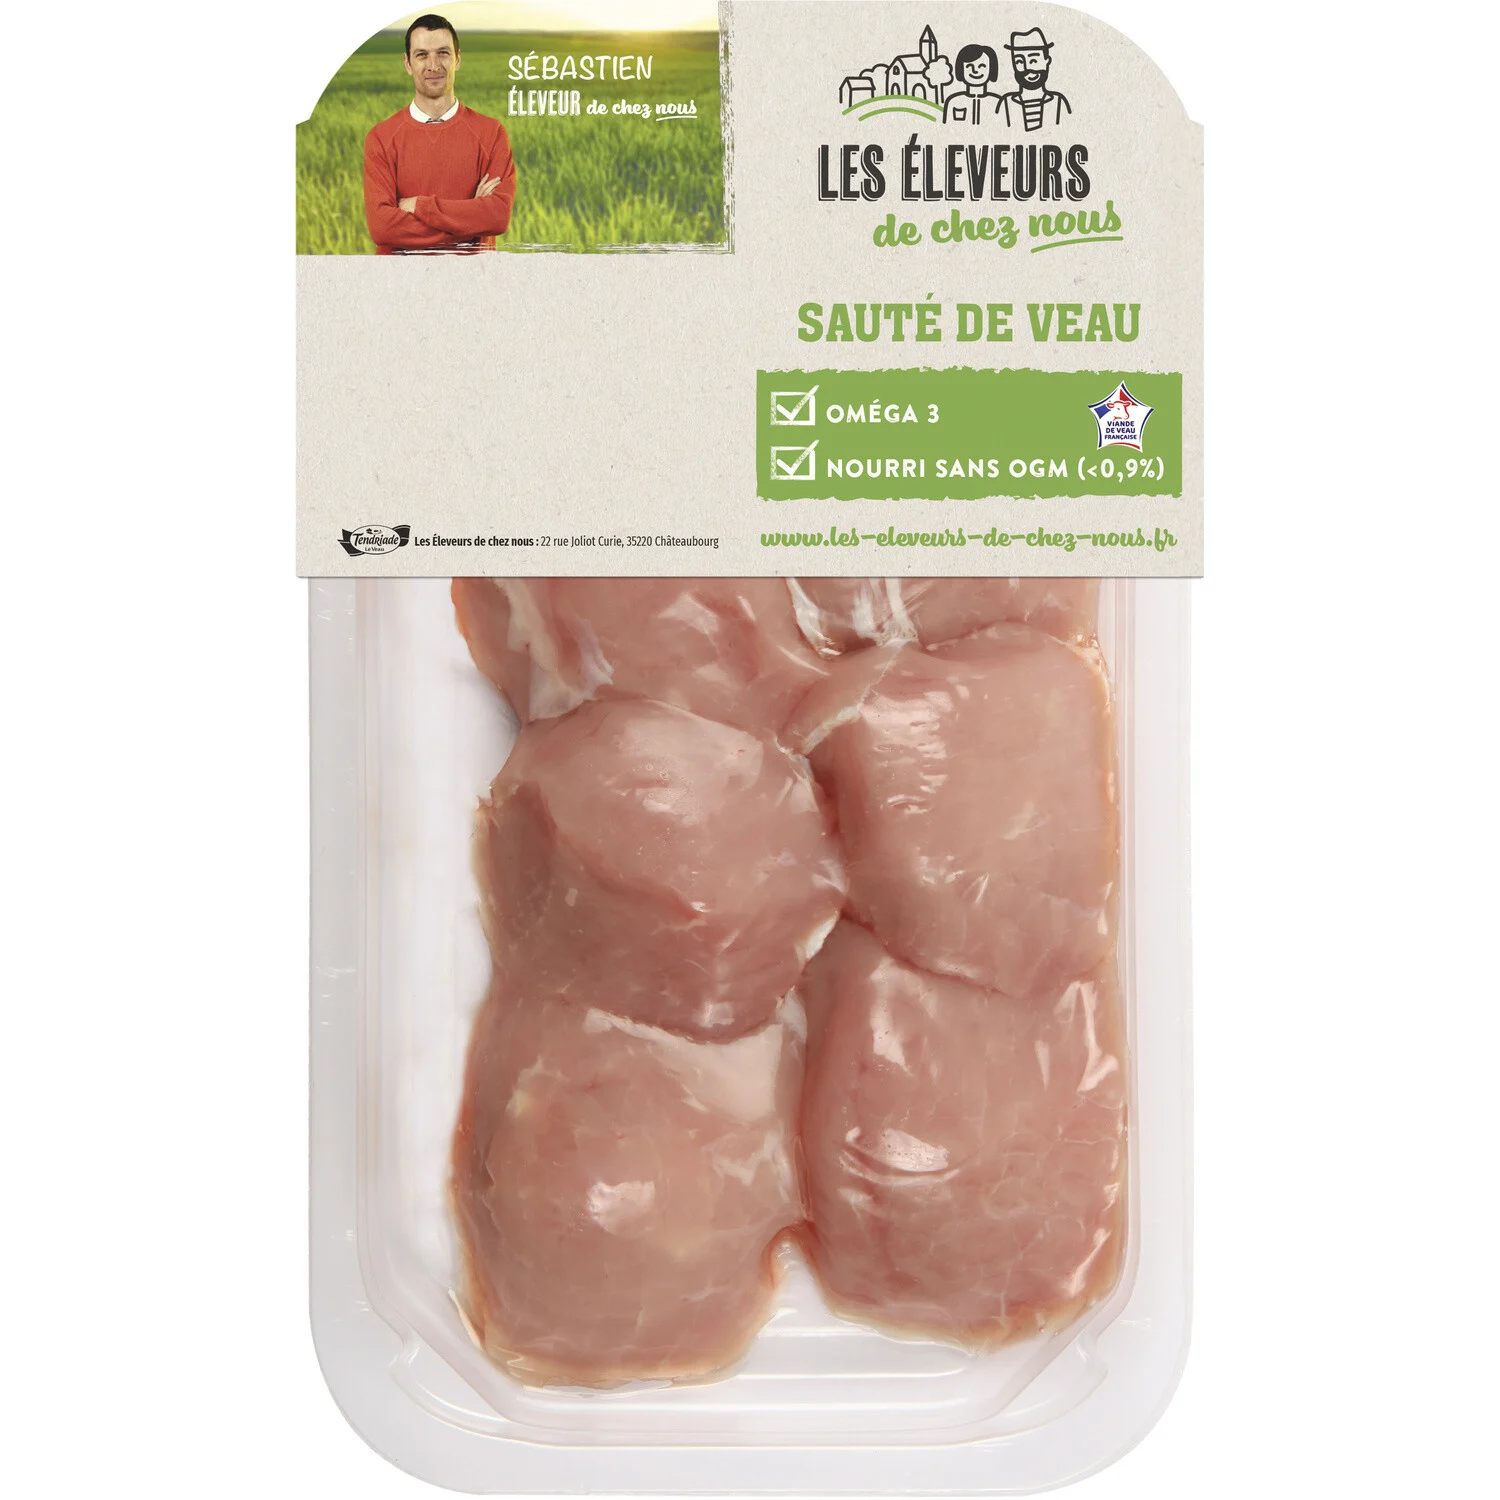 SÉBASTIEN
ÉLEVEUR de chez nous
LES ÉLEVEURS
de chez nous
SAUTÉ DE VEAU
OMÉGA 3
VIANDE
DE VEAU
FRANÇAISE
NOURRI SANS OGM (<0,9%)
Tendriade
Le Veau
Les Éleveurs de chez nous : 22 rue Joliot Curie, 35220 Châteaubourg
www.les-eleveurs-de-chez-nous.fr